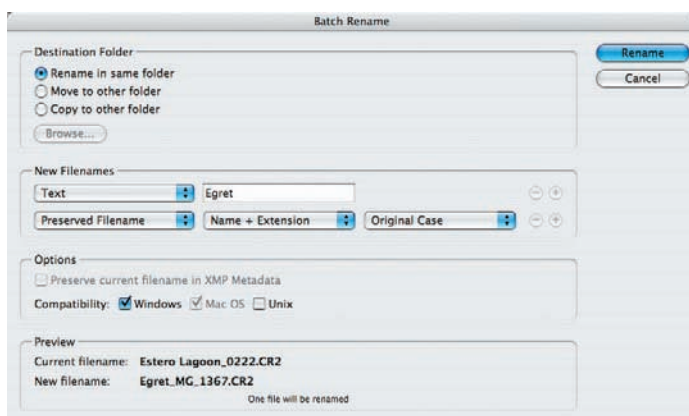 Batch Rename
Destination Folder
Rename
Rename in same folder
Move to other folder
Cancel
Copy to other folder
Browse...
New Filenames
Text Egret
Preserved Filename Name + Extension Original Case
Options
Preserve current filename in XMP Metadata
Compatibility: Windows Mac OS Unix
Preview
Current filename: Estero Lagoon_0222.CR2
New filename: Egret_MG_1367.CR2
One file will be renamed